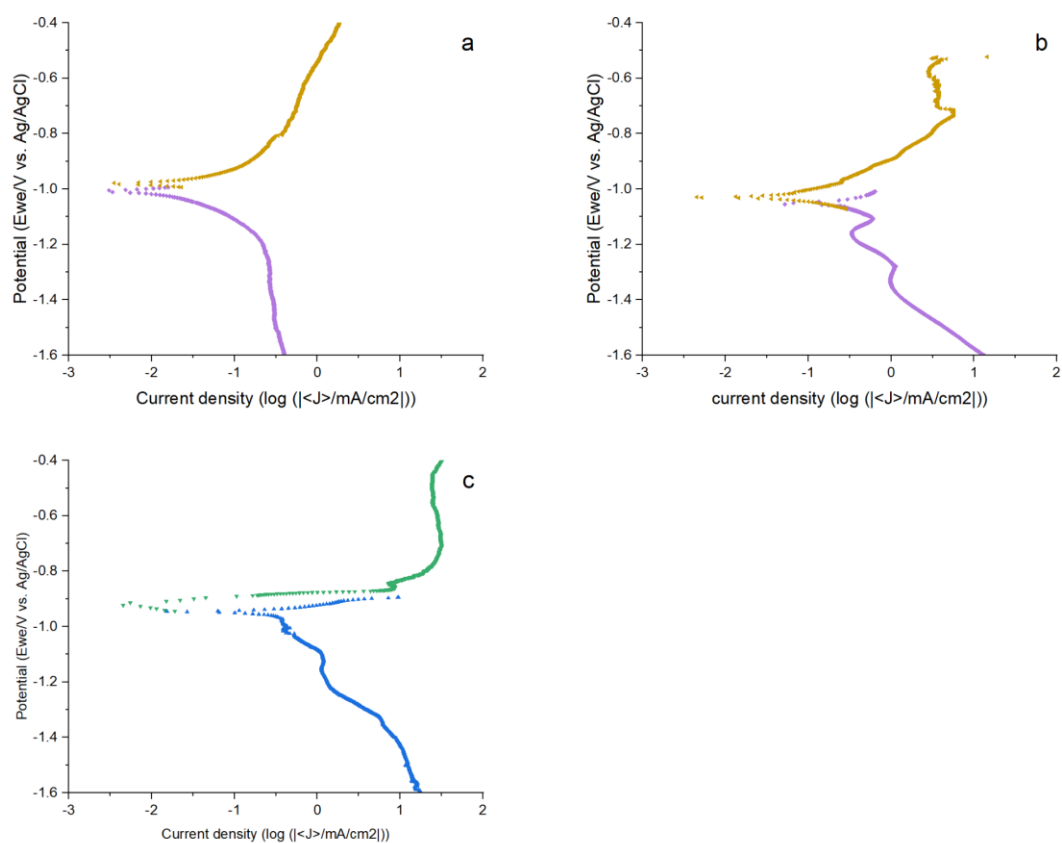 a
-0.4
-0.6
-0.8
-1.0
-1.2
-1.4
-1.6
Potential (Ewe/V vs. Ag/AgCl)
-3 -2 -1 0 1 2
Current density (log (|<J>/mA/cm2|))
b
-0.4
-0.6
-0.8
-1.0
-1.2
-1.4
-1.6
Potential (Ewe/V vs. Ag/AgCl)
-3 -2 -1 0 1 2
current density (log (|<J>/mA/cm2|))
c
-0.4
-0.6
-0.8
-1.0
-1.2
-1.4
-1.6
Potential (Ewe/V vs. Ag/AgCl)
-3 -2 -1 0 1 2
Current density (log (|<J>/mA/cm2|))